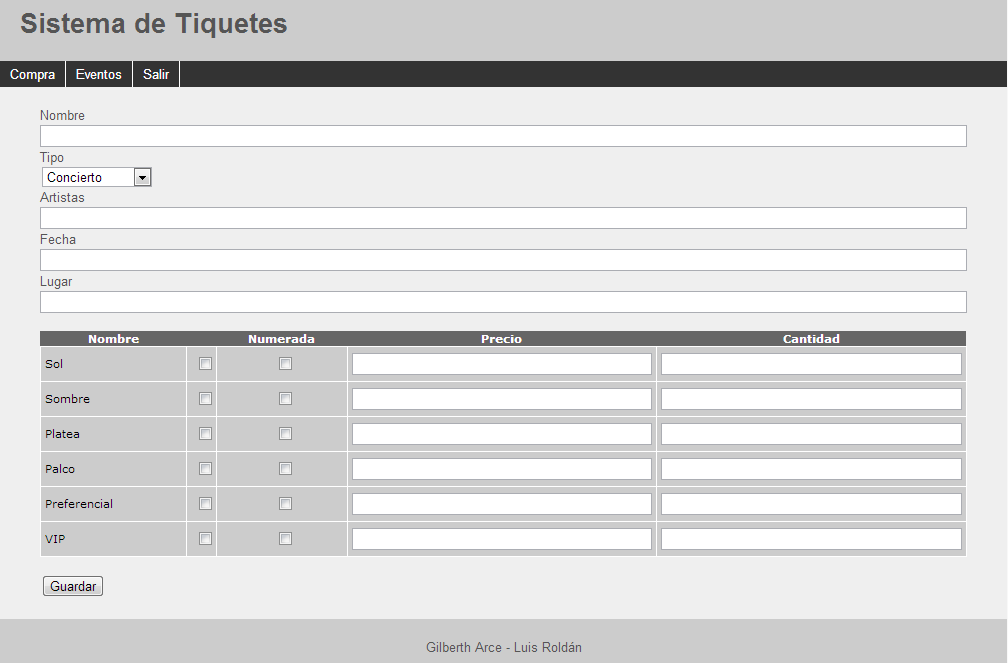 Sistema de Tiquetes
Compra Eventos Salir
Nombre
Tipo
Concierto
Artistas
Fecha
Lugar
Nombre Numerada Precio Cantidad
Sol
Sombre
Platea
Palco
Preferencial
VIP
Guardar
Gilberth Arce - Luis Roldán